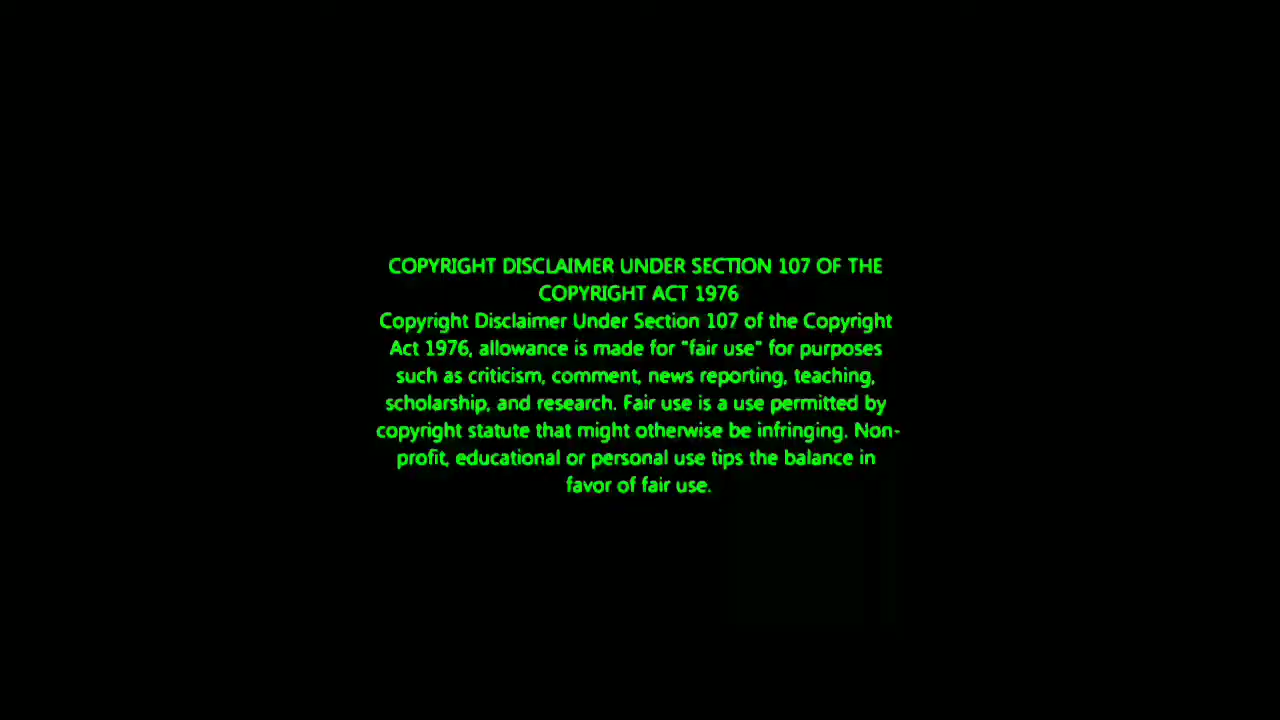 COPYRIGHT DISCLAIMER UNDER SECTION 107 OF THE
COPYRIGHT ACT 1976
Copyright Disclaimer Under Section 107 of the Copyright
Act 1976, allowance is made for "fair use" for purposes
such as criticism, comment, news reporting, teaching,
scholarship, and research. Fair use is a use permitted by
copyright statute that might otherwise be infringing. Non-
profit, educational or personal use tips the balance in
favor of fair use.